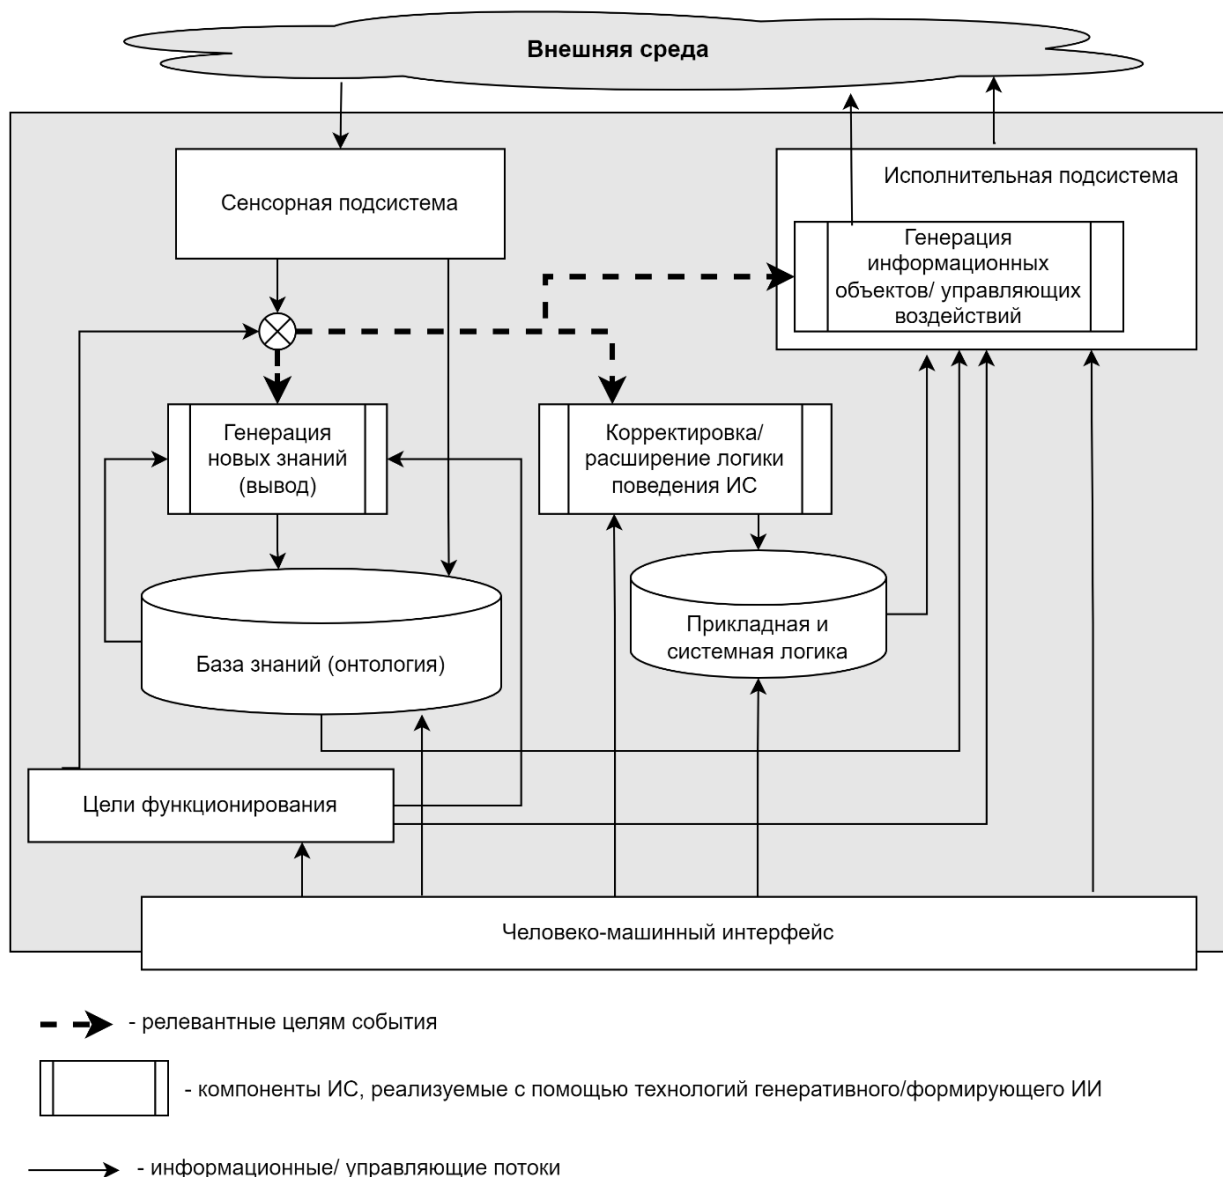 Внешняя среда
Сенсорная подсистема
Исполнительная подсистема
Генерация
информационных
объектов/ управляющих
воздействий
Генерация
новых знаний
(вывод)
Корректировка/
расширение логики
поведения ИС
Прикладная и
системная логика
База знаний (онтология)
Цели функционирования
Человеко-машинный интерфейс
- релевантные целям события
- компоненты ИС, реализуемые с помощью технологий генеративного/формирующего ИИ
- информационные/ управляющие потоки